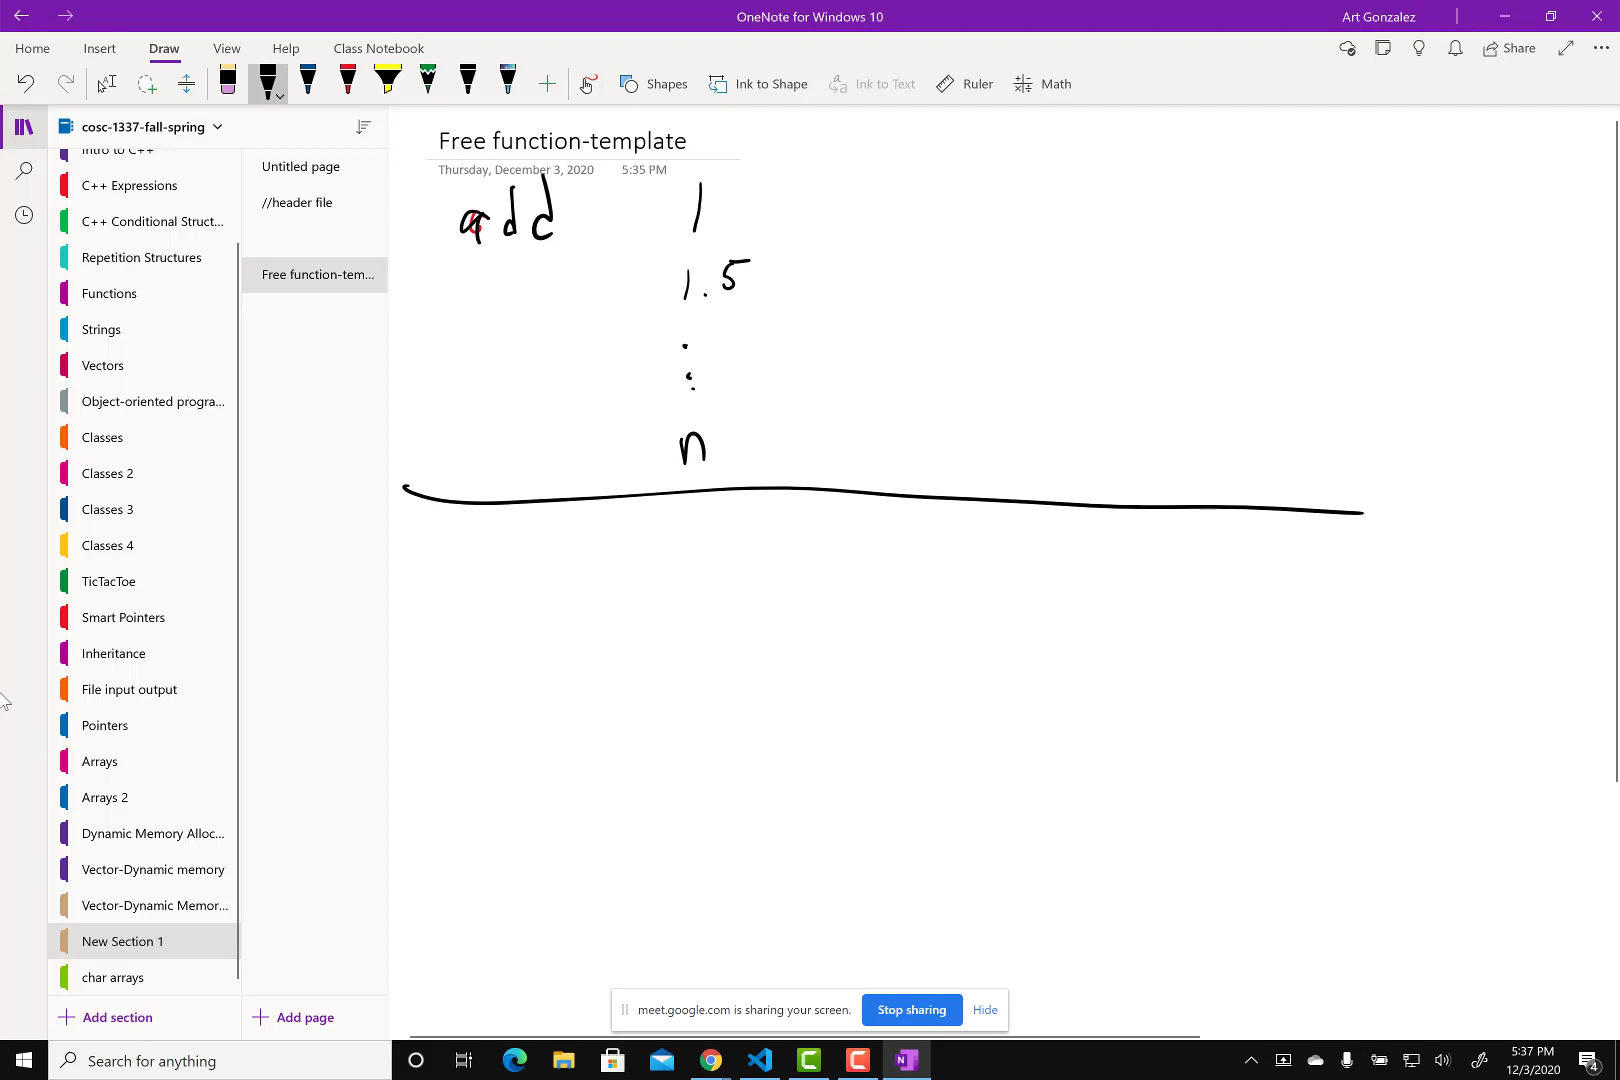 OneNote for Windows 10
Art Gonzalez
Home Insert Draw View Help Class Notebook
Share
Shapes Ink to Shape Ink to Text Ruler Math
cosc-1337-fall-spring
Intro to C++
C++ Expressions
C++ Conditional Struct...
Repetition Structures
Functions
Strings
Vectors
Object-oriented progra...
Classes
Classes 2
Classes 3
Classes 4
TicTacToe
Smart Pointers
Inheritance
File input output
Pointers
Arrays
Arrays 2
Dynamic Memory Alloc...
Vector-Dynamic memory
Vector-Dynamic Memor...
New Section 1
char arrays
Add section
Untitled page
//header file
Free function-tem...
Add page
Free function-template
Thursday, December 3, 2020 5:35 PM
add 1
1.5
n
meet.google.com is sharing your screen. Stop sharing Hide
Search for anything
5:37 PM
12/3/2020
4